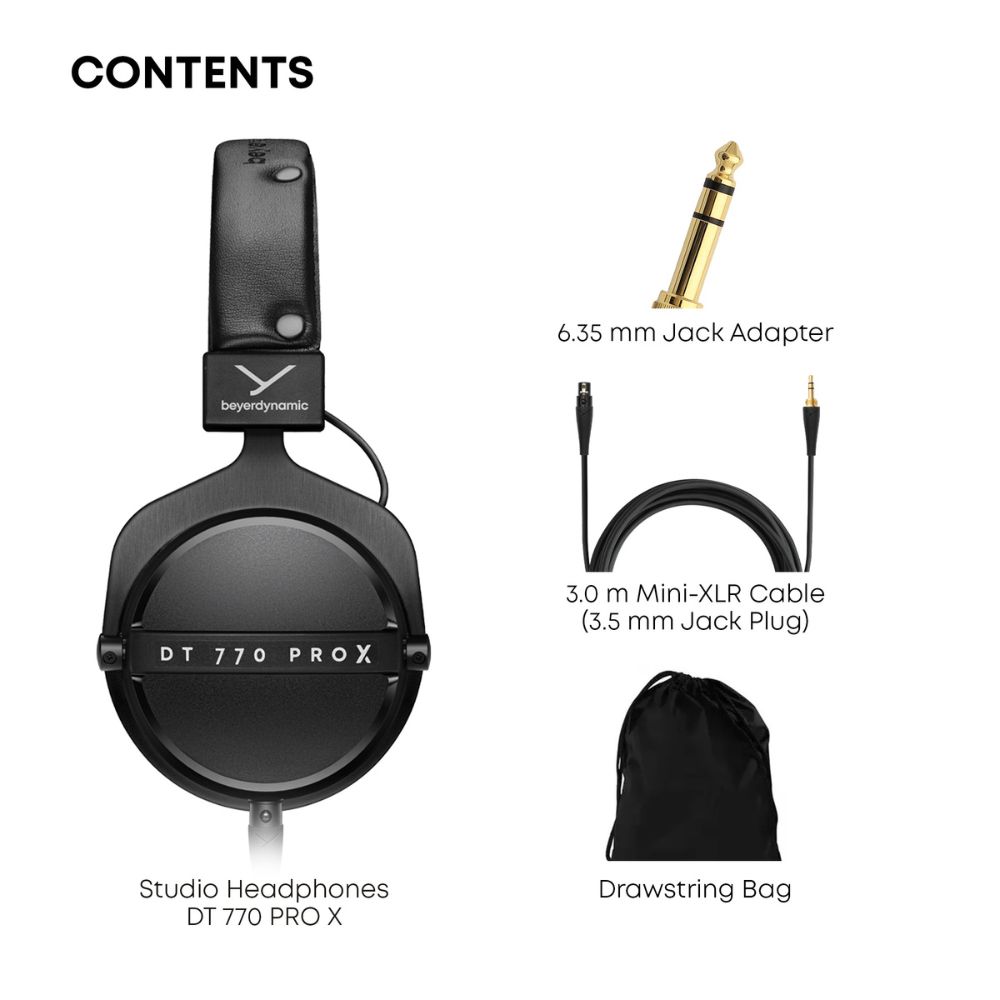 CONTENTS
beyerdynamic
DT 770 PRO X
Studio Headphones
DT 770 PRO X
6.35 mm Jack Adapter
3.0 m Mini-XLR Cable
(3.5 mm Jack Plug)
Drawstring Bag